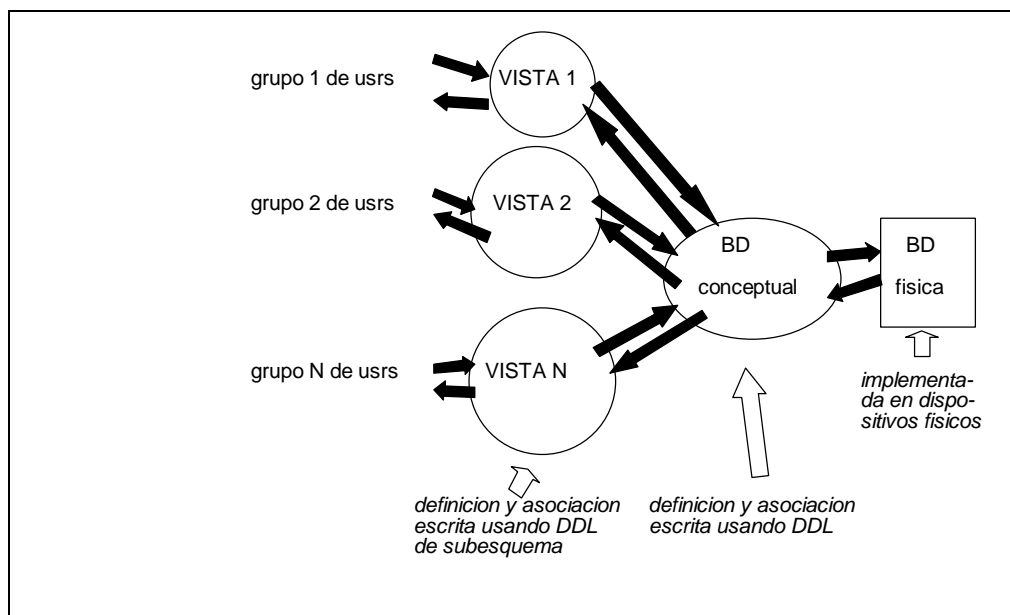 grupo 1 de usrs
VISTA 1
grupo 2 de usrs
VISTA 2
grupo N de usrs
VISTA N
BD
conceptual
BD
fisica
implementa-
da en dispo-
sitivos fisicos
definicion y asociacion
escrita usando DDL
de subesquema
definicion y asociacion
escrita usando DDL